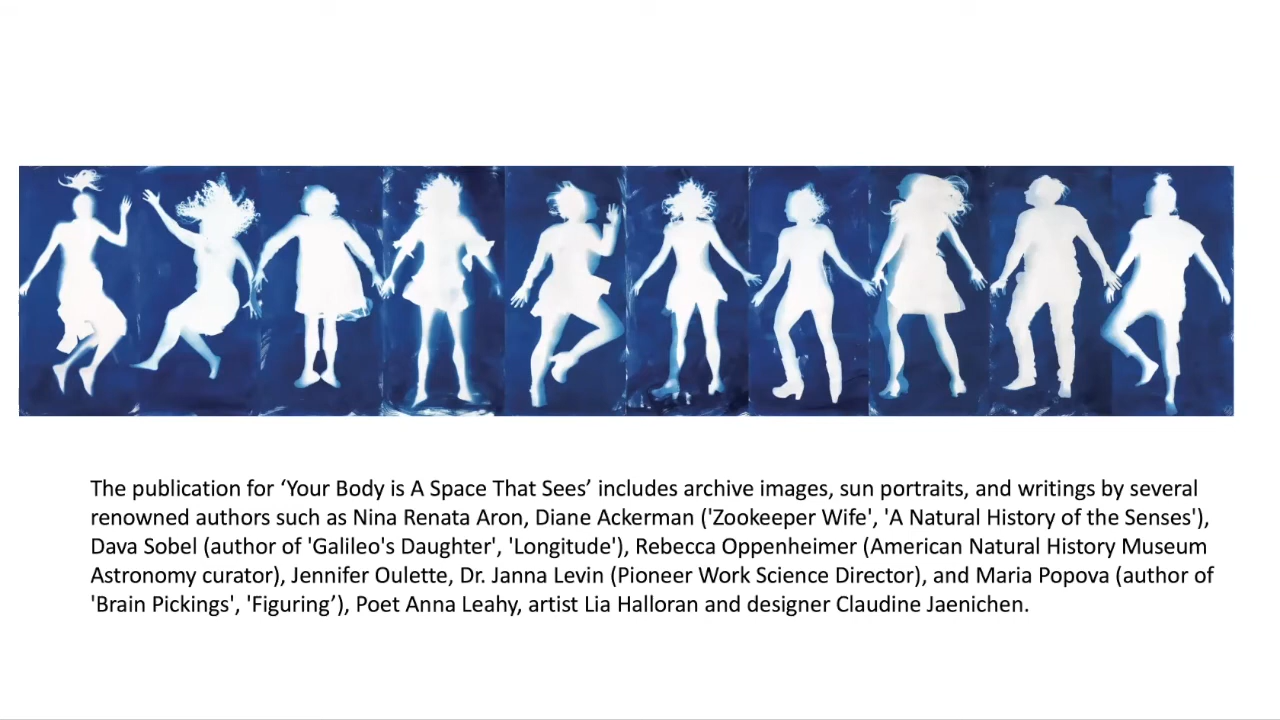 The publication for ‘Your Body is A Space That Sees’ includes archive images, sun portraits, and writings by several
renowned authors such as Nina Renata Aron, Diane Ackerman ('Zookeeper Wife', 'A Natural History of the Senses'),
Dava Sobel (author of 'Galileo's Daughter', 'Longitude'), Rebecca Oppenheimer (American Natural History Museum
Astronomy curator), Jennifer Oulette, Dr. Janna Levin (Pioneer Work Science Director), and Maria Popova (author of
'Brain Pickings', 'Figuring’), Poet Anna Leahy, artist Lia Halloran and designer Claudine Jaenichen.